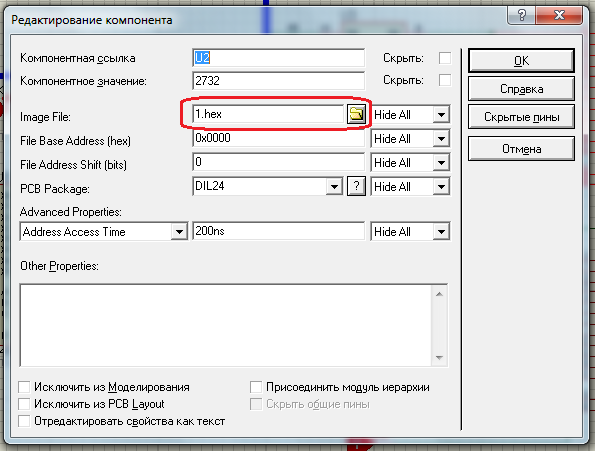 Редактирование компонента
Компонентная ссылка U2 Скрыть:
Компонентное значение: 2732 Скрыть:
Image File: 1.hex Hide All
File Base Address (hex) 0x0000 Hide All
File Address Shift (bits) 0 Hide All
PCB Package: DIL24 ? Hide All
Advanced Properties:
Address Access Time 200ns Hide All
Other Properties:
Исключить из Моделирования Присоединить модуль иерархии
Исключить из PCB Layout Скрыть общие пины
Отредактировать свойства как текст
OK
Справка
Скрытые пины
Отмена